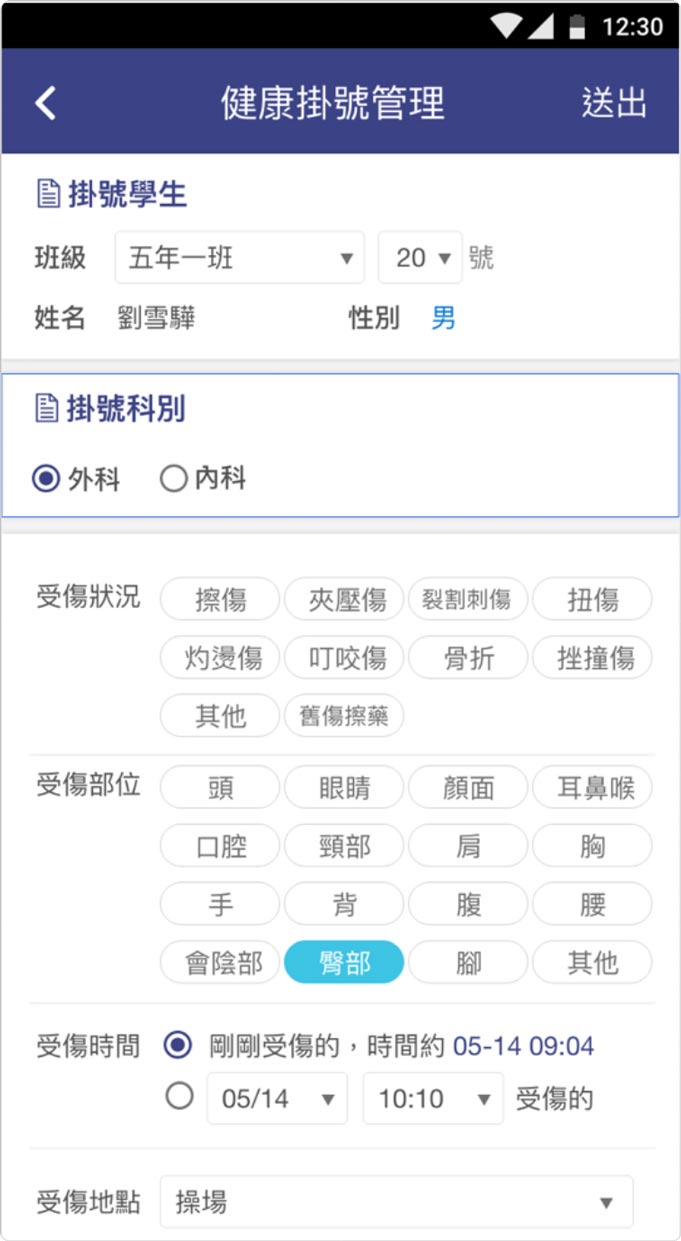 12:30
健康掛號管理 送出
掛號學生
班級 五年一班 20 號
姓名 劉雪驊 性別 男
掛號科別
外科 內科
受傷狀況 擦傷 夾壓傷 裂割刺傷 扭傷
灼燙傷 叮咬傷 骨折 挫撞傷
其他 舊傷擦藥
受傷部位 頭 眼睛 顏面 耳鼻喉
口腔 頸部 肩 胸
手 背 腹 腰
會陰部 臀部 腳 其他
受傷時間 剛剛受傷的，時間約 05-14 09:04
05/14 10:10 受傷的
受傷地點 操場